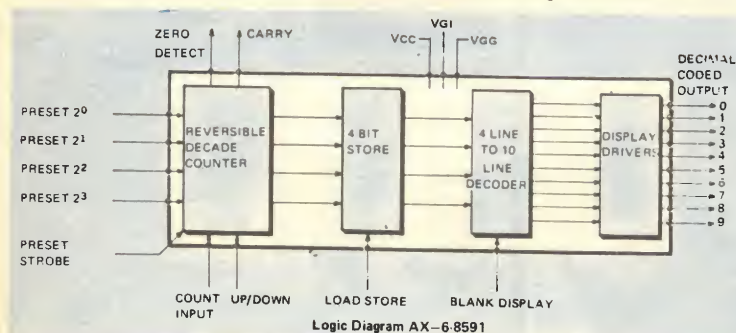 VGI
ZERO DETECT
CARRY
VCC
VGG
DECIMAL
CODED
OUTPUT
PRESET 2⁰
PRESET 2¹
PRESET 2²
PRESET 2³
PRESET
STROBE
REVERSIBLE
DECADE
COUNTER
4 BIT
STORE
4 LINE
TO 10
LINE
DECODER
DISPLAY
DRIVERS
0
1
2
3
4
5
6
7
8
9
COUNT
INPUT
UP/DOWN
LOAD STORE
BLANK DISPLAY
Logic Diagram AX–6-8591